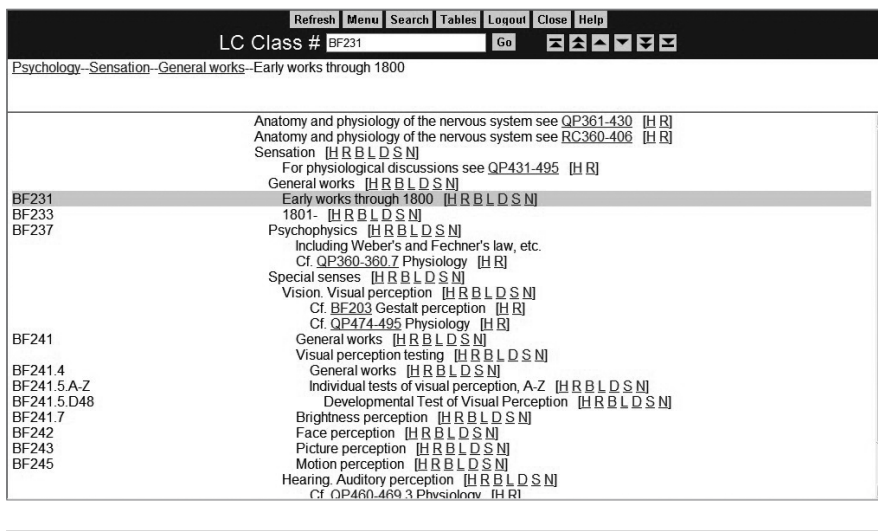 Refresh Menu Search Tables Logout Close Help
LC Class # BF231 Go
Psychology--Sensation--General works--Early works through 1800
Anatomy and physiology of the nervous system see QP361-430 [H R]
Anatomy and physiology of the nervous system see RC360-406 [H R]
Sensation [H R B L D S N]
For physiological discussions see QP431-495 [H R]
General works [H R B L D S N]
BF231 Early works through 1800 [H R B L D S N]
BF233 1801- [H R B L D S N]
BF237 Psychophysics [H R B L D S N]
Including Weber's and Fechner's law, etc.
Cf. QP360-360.7 Physiology [H R]
Special senses [H R B L D S N]
Vision. Visual perception [H R B L D S N]
Cf. BF203 Gestalt perception [H R]
Cf. QP474-495 Physiology [H R]
BF241 General works [H R B L D S N]
Visual perception testing [H R B L D S N]
BF241.4 General works [H R B L D S N]
BF241.5.A-Z Individual tests of visual perception, A-Z [H R B L D S N]
BF241.5.D48 Developmental Test of Visual Perception [H R B L D S N]
BF241.7 Brightness perception [H R B L D S N]
BF242 Face perception [H R B L D S N]
BF243 Picture perception [H R B L D S N]
BF245 Motion perception [H R B L D S N]
Hearing. Auditory perception [H R B L D S N]
Cf. QP460-469.3 Physiology [H R]